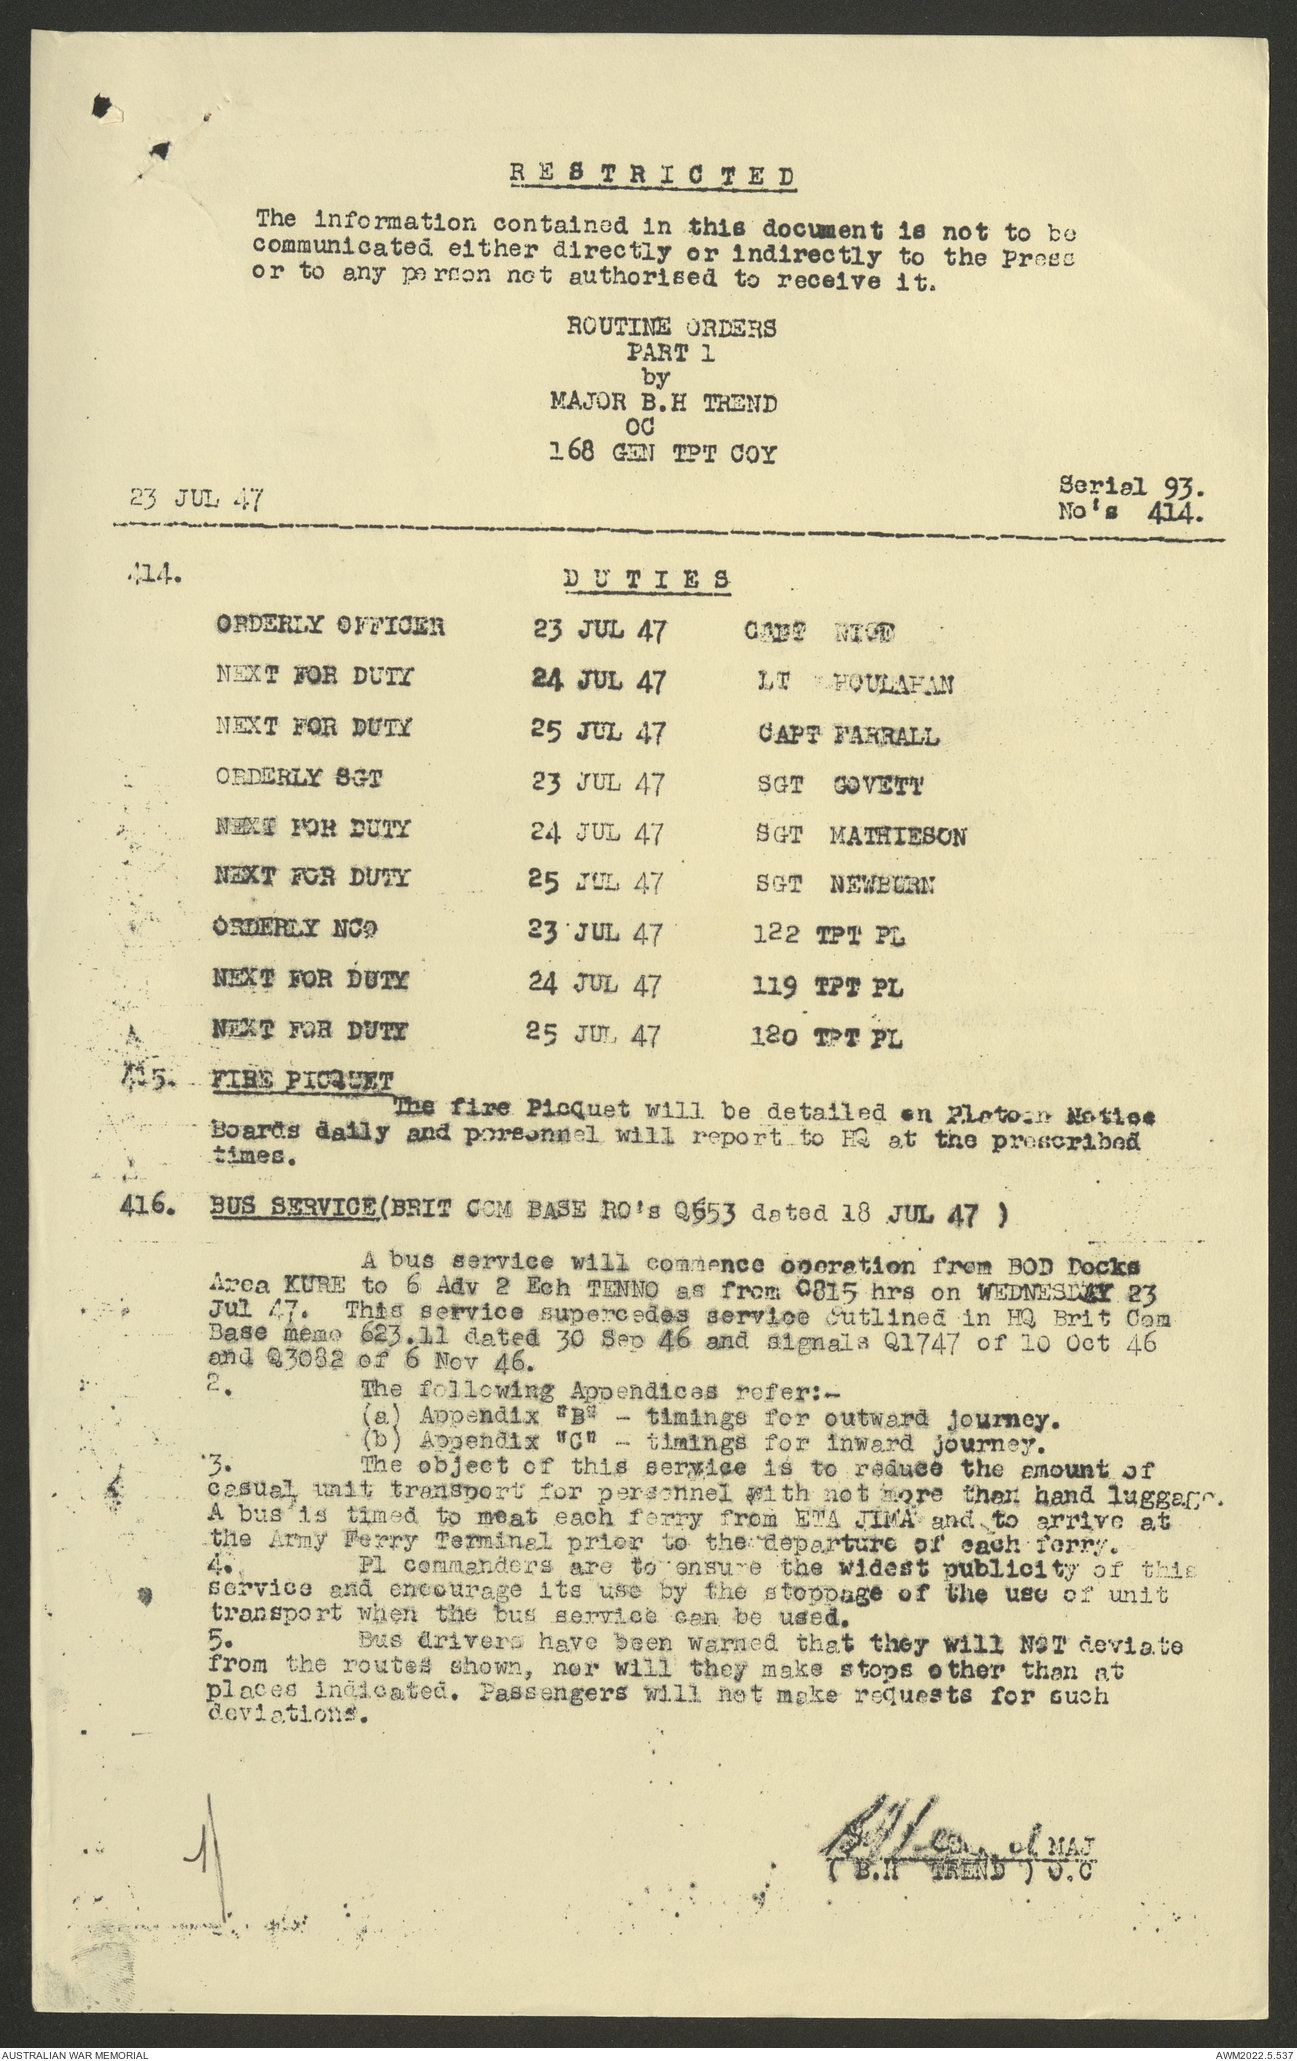 R E S T R I C T E D
The information contained in this document is not to be
communicated either directly or indirectly to the Press
or to any person not authorised to receive it.
ROUTINE ORDERS
PART 1
by
MAJOR B.H TREND
OC
168 GEN TPT COY
23 JUL 47
Serial 93.
No's 414.
414. D U T I E S
ORDERLY OFFICER 23 JUL 47 CAPT
NEXT FOR DUTY 24 JUL 47 LT HOULAHAN
NEXT FOR DUTY 25 JUL 47 CAPT FARRALL
ORDERLY SGT 23 JUL 47 SGT GOVETT
NEXT FOR DUTY 24 JUL 47 SGT MATHIESON
NEXT FOR DUTY 25 JUL 47 SGT NEWBURN
ORDERLY NCO 23 JUL 47 122 TPT PL
NEXT FOR DUTY 24 JUL 47 119 TPT PL
NEXT FOR DUTY 25 JUL 47 120 TPT PL
415. FIRE PICQUET
The fire Picquet will be detailed on Platoon Notice
Boards daily and personnel will report to HQ at the prescribed
times.
416. BUS SERVICE(BRIT COM BASE RO's Q653 dated 18 JUL 47 )
A bus service will commence operation from BOD Docks
Area KURE to 6 Adv 2 Ech TENNO as from 0815 hrs on WEDNESDAY 23
Jul 47. This service supercedes service outlined in HQ Brit Com
Base memo 623.11 dated 30 Sep 46 and signals Q1747 of 10 Oct 46
and Q3082 of 6 Nov 46.
2. The following Appendices refer:-
(a) Appendix "B" - timings for outward journey.
(b) Appendix "C" - timings for inward journey.
3. The object of this service is to reduce the amount of
casual unit transport for personnel with not more than hand luggage.
A bus is timed to meat each ferry from ETA JIMA and to arrive at
the Army Ferry Terminal prior to the departure of each ferry.
4. Pl commanders are to ensure the widest publicity of this
service and encourage its use by the stoppage of the use of unit
transport when the bus service can be used.
5. Bus drivers have been warned that they will NOT deviate
from the routes shown, nor will they make stops other than at
places indicated. Passengers will not make requests for such
deviations.
MAJ
( B.H TREND ) O.C
AUSTRALIAN WAR MEMORIAL
AWM2022.5.537